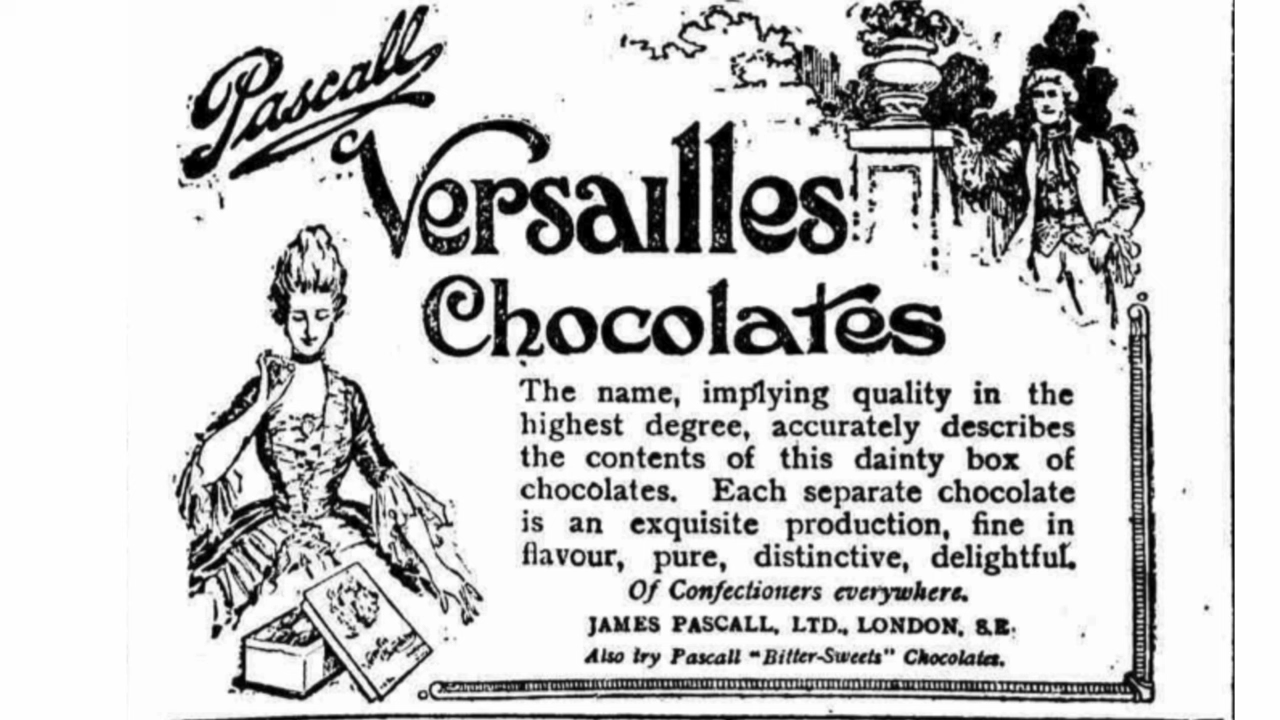 Pascall
Versailles
Chocolates
The name, implying quality in the
highest degree, accurately describes
the contents of this dainty box of
chocolates. Each separate chocolate
is an exquisite production, fine in
flavour, pure, distinctive, delightful.
Of Confectioners everywhere.
JAMES PASCALL, LTD., LONDON, S.E.
Also try Pascall "Bitter-Sweets" Chocolates.